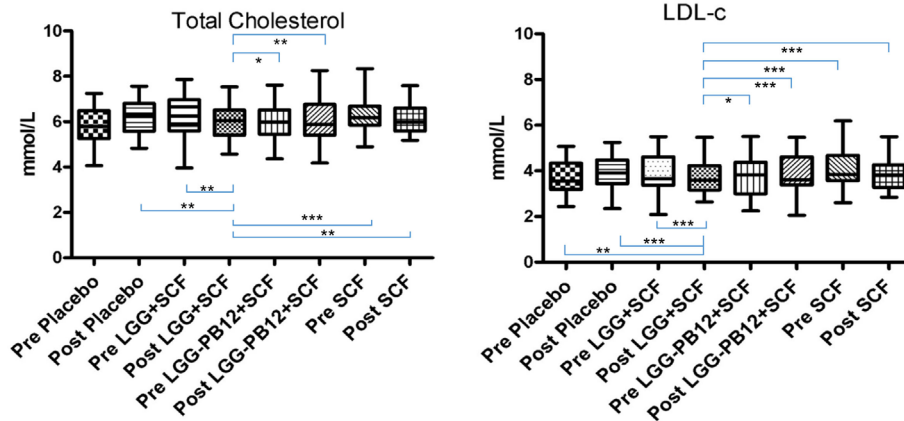 Total Cholesterol
mmol/L
10
8
6
4
2
0
**
*
**
**
***
**
Pre Placebo
Post Placebo
Pre LGG+SCF
Post LGG+SCF
Pre LGG-PB12+SCF
Post LGG-PB12+SCF
Pre SCF
Post SCF
LDL-c
mmol/L
10
8
6
4
2
0
***
***
***
*
***
***
**
Pre Placebo
Post Placebo
Pre LGG+SCF
Post LGG+SCF
Pre LGG-PB12+SCF
Post LGG-PB12+SCF
Pre SCF
Post SCF